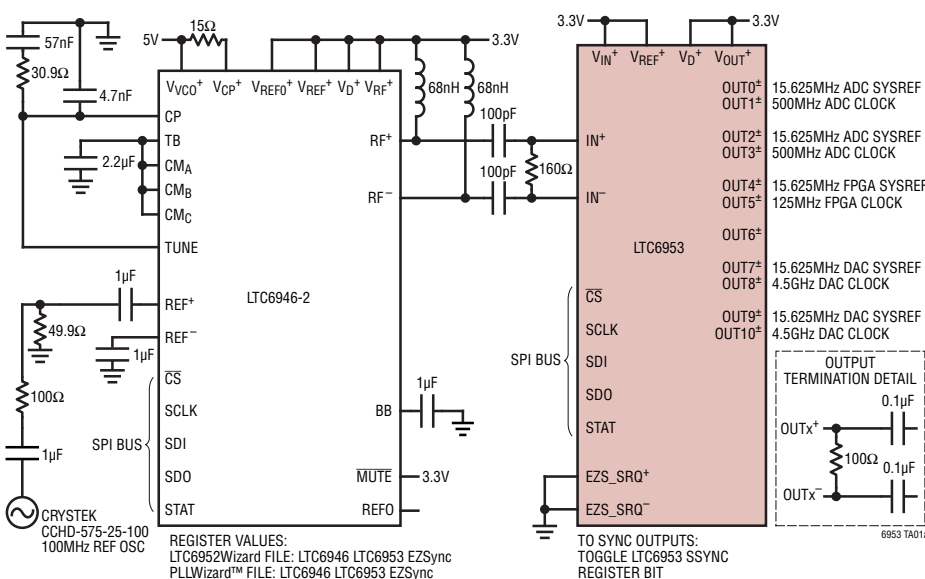 57nF
30.9Ω
4.7nF
2.2µF
1µF
49.9Ω
1µF
100Ω
1µF
CRYSTEK
CCHD-575-25-100
100MHz REF OSC
5V
15Ω
3.3V
VVCO+ VCP+ VREFO+ VREF+ VD+ VRF+
CP
TB
CMA
CMB
CMC
TUNE
REF+
REF–
CS
SCLK
SDI
SDO
STAT
SPI BUS
LTC6946-2
RF+
RF–
BB
MUTE
REFO
1µF
3.3V
68nH
68nH
100pF
100pF
160Ω
REGISTER VALUES:
LTC6952Wizard FILE: LTC6946 LTC6953 EZSync
PLLWizard™ FILE: LTC6946 LTC6953 EZSync
3.3V
3.3V
VIN+ VREF+ VD+ VOUT+
IN+
IN–
LTC6953
CS
SCLK
SDI
SDO
STAT
SPI BUS
EZS_SRQ+
EZS_SRQ–
OUT0± 15.625MHz ADC SYSREF
OUT1± 500MHz ADC CLOCK
OUT2± 15.625MHz ADC SYSREF
OUT3± 500MHz ADC CLOCK
OUT4± 15.625MHz FPGA SYSREF
OUT5± 125MHz FPGA CLOCK
OUT6±
OUT7± 15.625MHz DAC SYSREF
OUT8± 4.5GHz DAC CLOCK
OUT9± 15.625MHz DAC SYSREF
OUT10± 4.5GHz DAC CLOCK
OUTPUT
TERMINATION DETAIL
0.1µF
OUTx+
100Ω
0.1µF
OUTx–
6953 TA01a
TO SYNC OUTPUTS:
TOGGLE LTC6953 SSYNC
REGISTER BIT